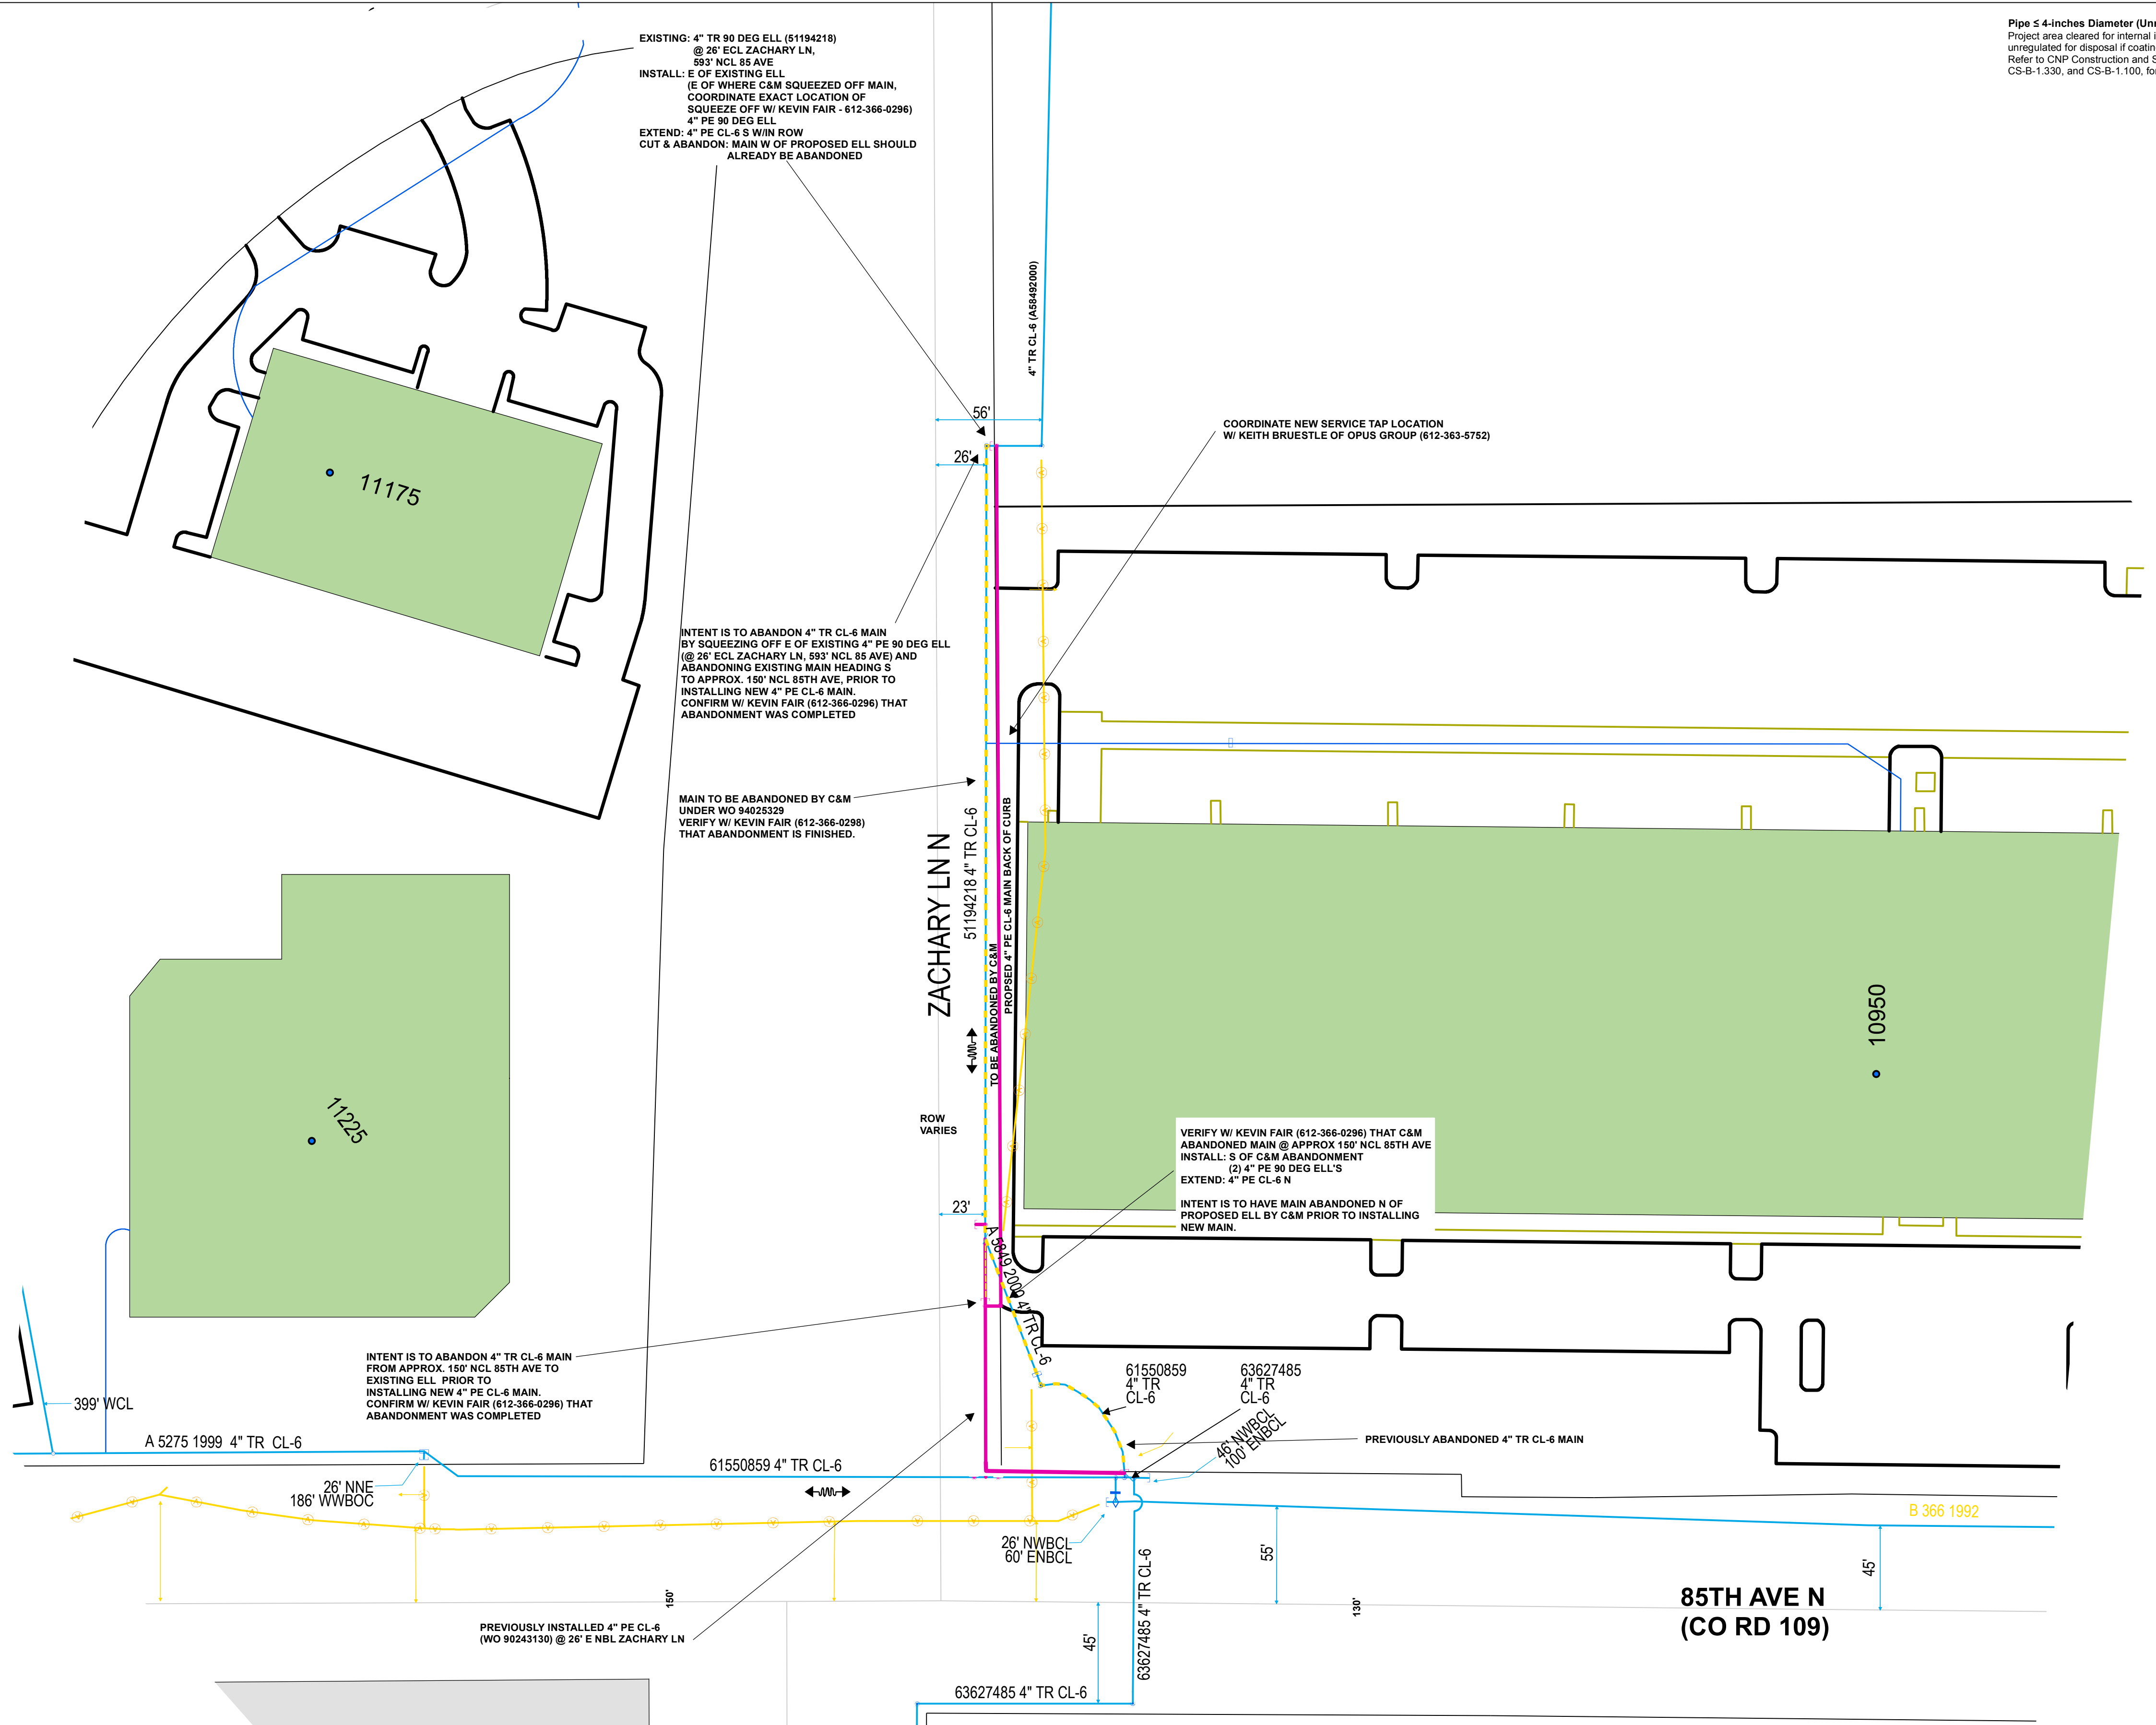 EXISTING: 4" TR 90 DEG ELL (51194218)
@ 26' ECL ZACHARY LN,
593' NCL 85 AVE
INSTALL: E OF EXISTING ELL
(E OF WHERE C&M SQUEEZED OFF MAIN,
COORDINATE EXACT LOCATION OF
SQUEEZE OFF W/ KEVIN FAIR - 612-366-0296)
4" PE 90 DEG ELL
EXTEND: 4" PE CL-6 S W/IN ROW
CUT & ABANDON: MAIN W OF PROPOSED ELL SHOULD
ALREADY BE ABANDONED
Pipe ≤ 4-inches Diameter
Project area cleared for internal
unregulated for disposal if
Refer to CNP Construction and
CS-B-1.330, and CS-B-1.100,
4" TR CL-6 (A58492000)
56'
26'
COORDINATE NEW SERVICE TAP LOCATION
W/ KEITH BRUESTLE OF OPUS GROUP (612-363-5752)
11175
INTENT IS TO ABANDON 4" TR CL-6 MAIN
BY SQUEEZING OFF E OF EXISTING 4" PE 90 DEG ELL
(@ 26' ECL ZACHARY LN, 593' NCL 85 AVE) AND
ABANDONING EXISTING MAIN HEADING S
TO APPROX. 150' NCL 85TH AVE, PRIOR TO
INSTALLING NEW 4" PE CL-6 MAIN.
CONFIRM W/ KEVIN FAIR (612-366-0296) THAT
ABANDONMENT WAS COMPLETED
MAIN TO BE ABANDONED BY C&M
UNDER WO 94025329
VERIFY W/ KEVIN FAIR (612-366-0298)
THAT ABANDONMENT IS FINISHED.
ZACHARY LN N
51194218 4" TR CL-6
TO BE ABANDONED BY C&M
PROPSED 4" PE CL-6 MAIN BACK OF CURB
10950
11225
ROW
VARIES
VERIFY W/ KEVIN FAIR (612-366-0296) THAT C&M
ABANDONED MAIN @ APPROX 150' NCL 85TH AVE
INSTALL: S OF C&M ABANDONMENT
(2) 4" PE 90 DEG ELL'S
EXTEND: 4" PE CL-6 N
INTENT IS TO HAVE MAIN ABANDONED N OF
PROPOSED ELL BY C&M PRIOR TO INSTALLING
NEW MAIN.
23'
A 5849 2000 4" TR CL-6
INTENT IS TO ABANDON 4" TR CL-6 MAIN
FROM APPROX. 150' NCL 85TH AVE TO
EXISTING ELL PRIOR TO
INSTALLING NEW 4" PE CL-6 MAIN.
CONFIRM W/ KEVIN FAIR (612-366-0296) THAT
ABANDONMENT WAS COMPLETED
61550859
4" TR
CL-6
63627485
4" TR
CL-6
399' WCL
A 5275 1999 4" TR CL-6
46' NWBCL
100' ENBCL
PREVIOUSLY ABANDONED 4" TR CL-6 MAIN
61550859 4" TR CL-6
26' NNE
186' WWBOC
B 366 1992
26' NWBCL
60' ENBCL
55'
45'
63627485 4" TR CL-6
150'
130'
85TH AVE N
(CO RD 109)
PREVIOUSLY INSTALLED 4" PE CL-6
(WO 90243130) @ 26' E NBL ZACHARY LN
45'
63627485 4" TR CL-6